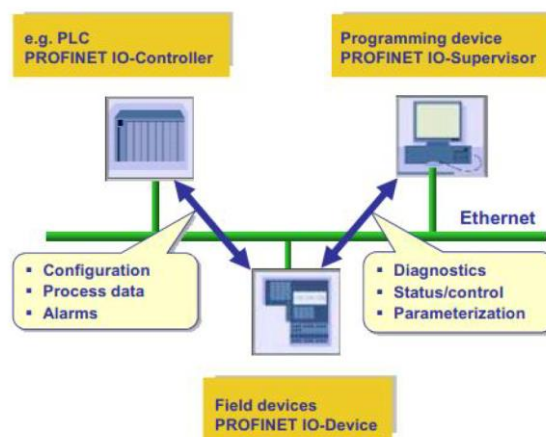 e.g. PLC
PROFINET IO-Controller
Programming device
PROFINET IO-Supervisor
Ethernet
▪ Configuration
▪ Process data
▪ Alarms
▪ Diagnostics
▪ Status/control
▪ Parameterization
Field devices
PROFINET IO-Device